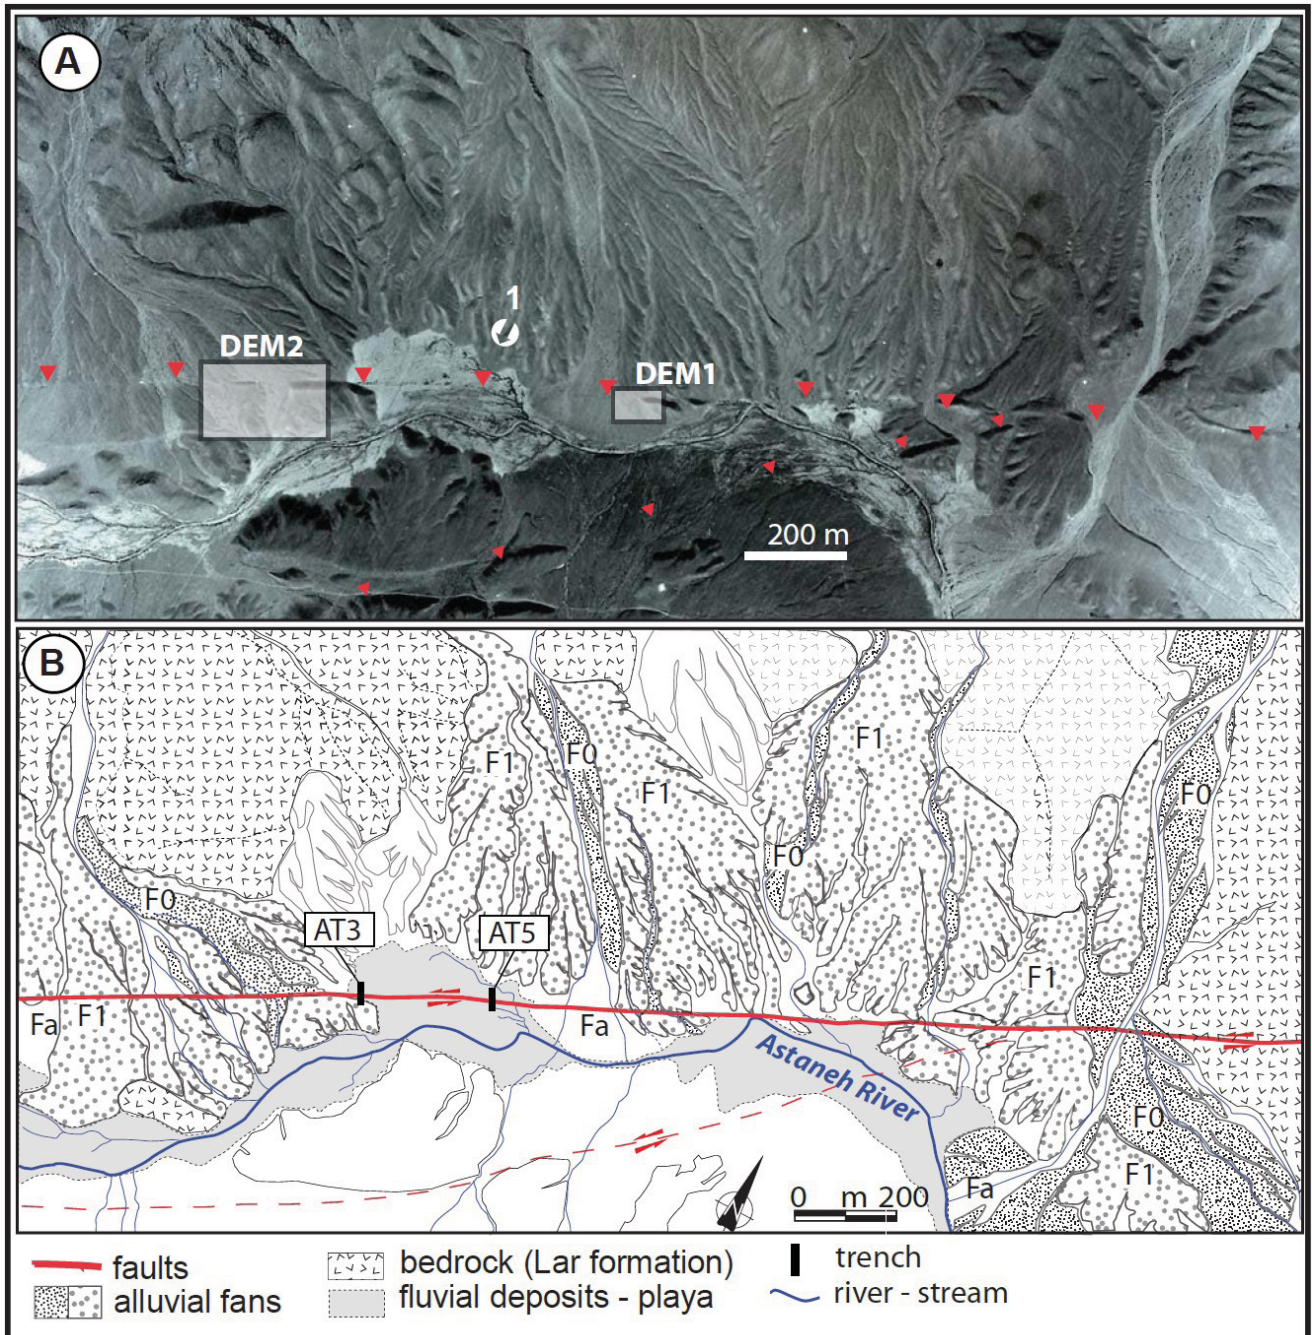 A
1
DEM2
DEM1
200 m
B
F1
F0
F1
F1
F0
F0
F0
AT3
AT5
F1
Fa
F1
Fa
Astaneh River
F0
F1
Fa
N
0 m 200
faults
bedrock (Lar formation)
trench
alluvial fans
fluvial deposits - playa
river - stream